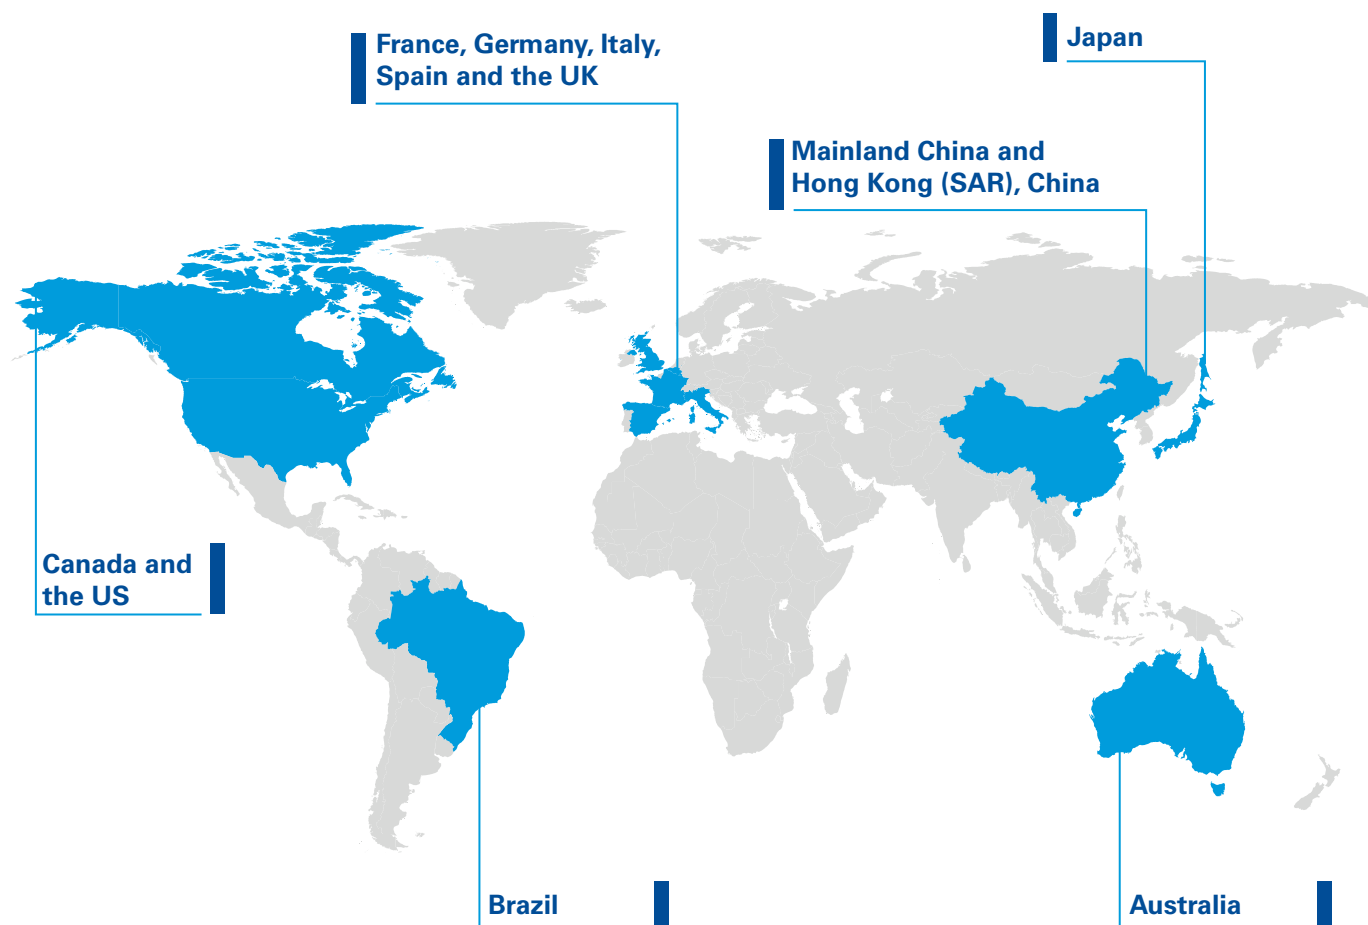 France, Germany, Italy,
Spain and the UK
Japan
Mainland China and
Hong Kong (SAR), China
Canada and
the US
Brazil
Australia